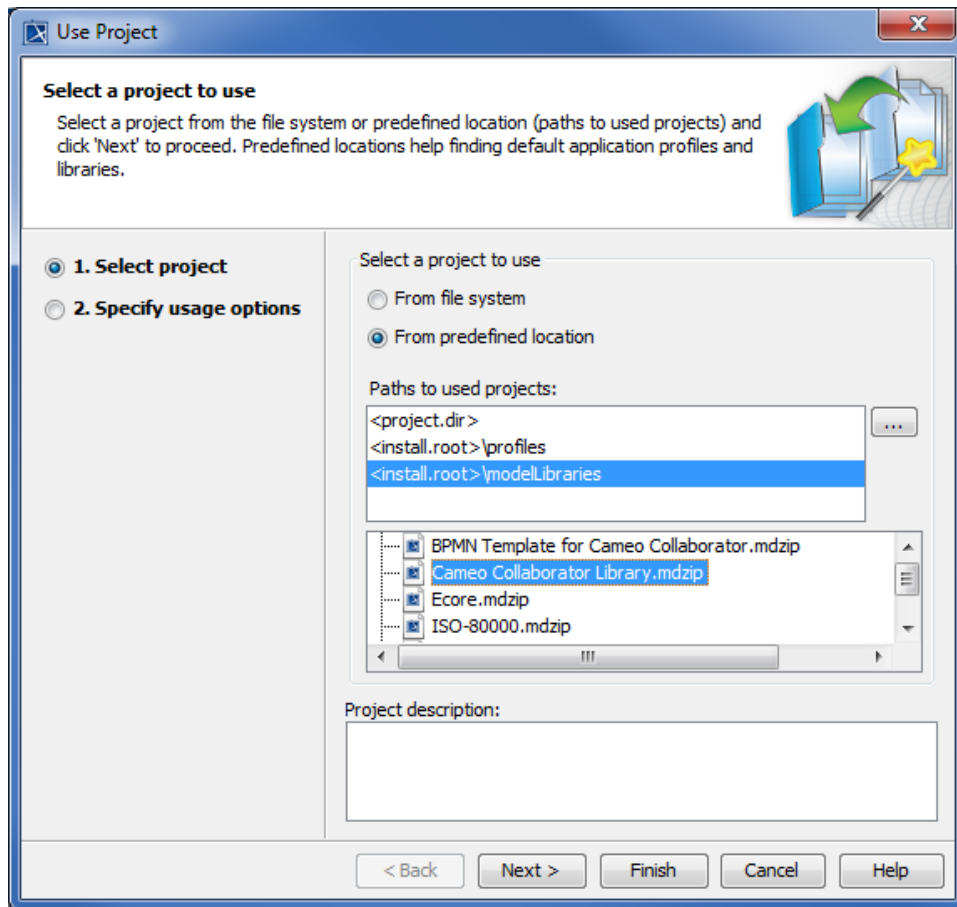 Use Project
Select a project to use
Select a project from the file system or predefined location (paths to used projects) and
click 'Next' to proceed. Predefined locations help finding default application profiles and
libraries.
1. Select project
2. Specify usage options
Select a project to use
From file system
From predefined location
Paths to used projects:
<project.dir>
...
<install.root>\profiles
<install.root>\modelLibraries
BPMN Template for Cameo Collaborator.mdzip
Cameo Collaborator Library.mdzip
Ecore.mdzip
ISO-80000.mdzip
Project description:
< Back Next > Finish Cancel Help